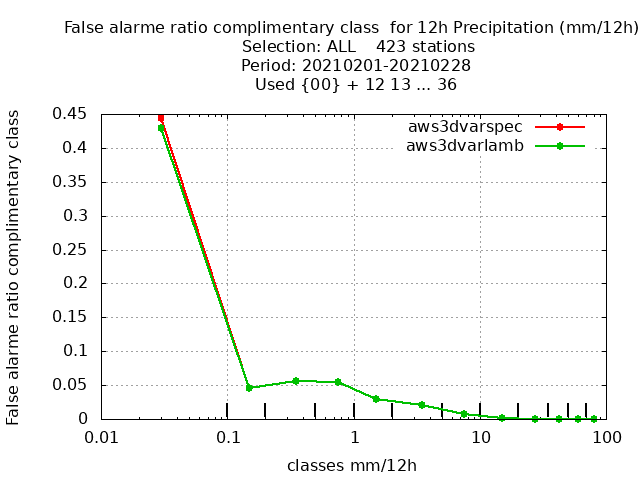 False alarme ratio complimentary class  for 12h Precipitation (mm/12h)
Selection: ALL    423 stations
Period: 20210201-20210228
Used {00} + 12 13 ... 36
False alarme ratio complimentary class
0.45
0.4
0.35
0.3
0.25
0.2
0.15
0.1
0.05
0
aws3dvarspec
aws3dvarlamb
0.01 0.1 1 10 100
classes mm/12h